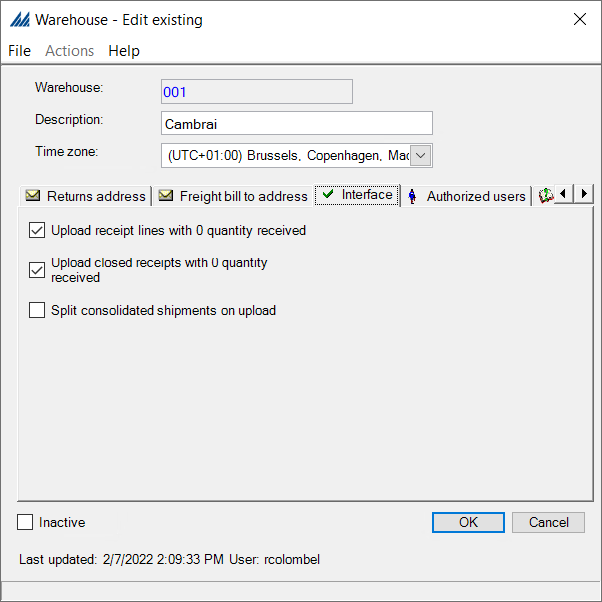 Warehouse - Edit existing
File Actions Help
Warehouse: 001
Description: Cambrai
Time zone: (UTC+01:00) Brussels, Copenhagen, Mad
Returns address Freight bill to address Interface Authorized users
Upload receipt lines with 0 quantity received
Upload closed receipts with 0 quantity
received
Split consolidated shipments on upload
Inactive OK Cancel
Last updated: 2/7/2022 2:09:33 PM User: rcolombel